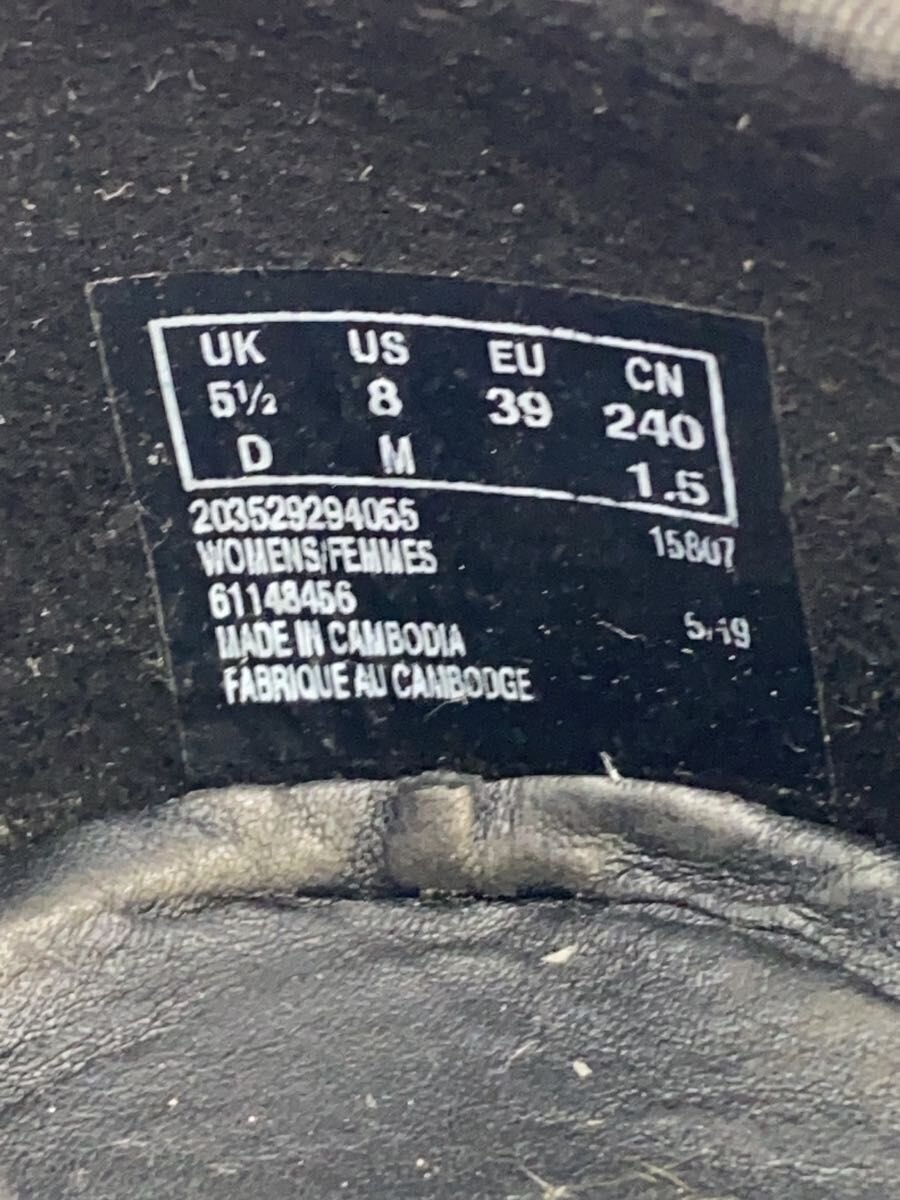 UK US EU CN
5½ 8 39 240
D M 1.5
203529294055
WOMENS/FEMMES 15807
61148456
MADE IN CAMBODIA 5/19
FABRIQUE AU CAMBODGE